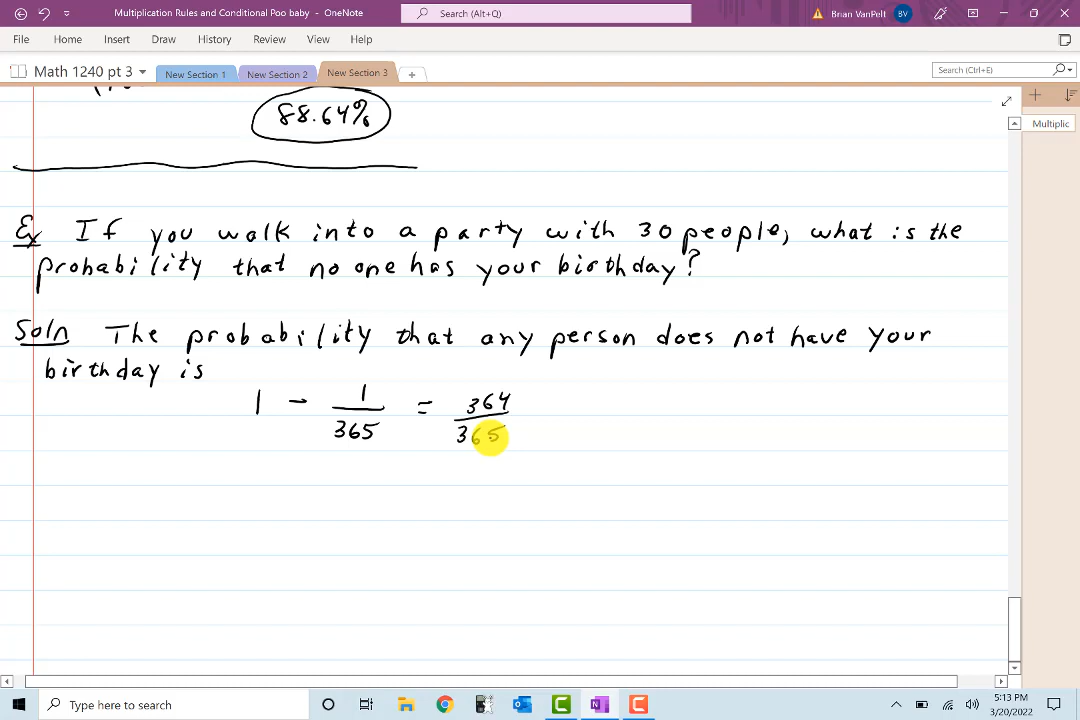 Multiplication Rules and Conditional Poo baby - OneNote
Search (Alt+Q)
Brian VanPelt BV
File Home Insert Draw History Review View Help
Math 1240 pt 3 New Section 1 New Section 2 New Section 3
Search (Ctrl+E)
Multiplic
88.64%
Ex If you walk into a party with 30 people, what is the
probability that no one has your birthday?
Soln The probability that any person does not have your
birthday is
1 - 1/365 = 364/365
Type here to search
5:13 PM
3/20/2022